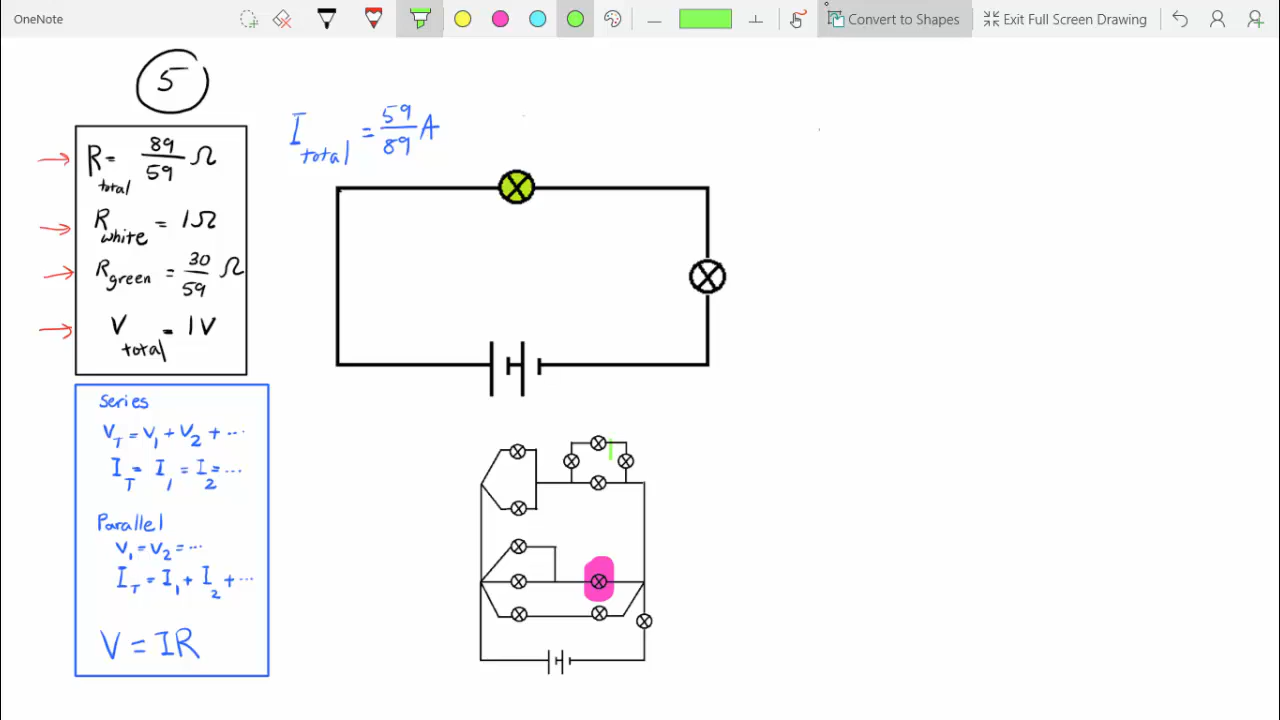 OneNote
Convert to Shapes
Exit Full Screen Drawing
5
R total = 89/59 Ω
R white = 1Ω
R green = 30/59 Ω
V total = 1V
I total = 59/89 A
Series
V_T = V_1 + V_2 + ...
I_T = I_1 = I_2 = ...
Parallel
V_1 = V_2 = ...
I_T = I_1 + I_2 + ...
V = IR